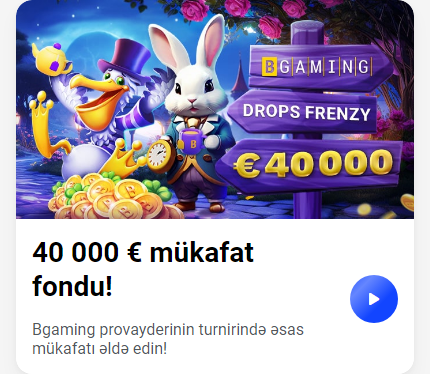 BGAMING
DROPS FRENZY
€40000
40 000 € mükafat
fondu!
Bgaming provayderinin turnirində əsas
mükafatı əldə edin!